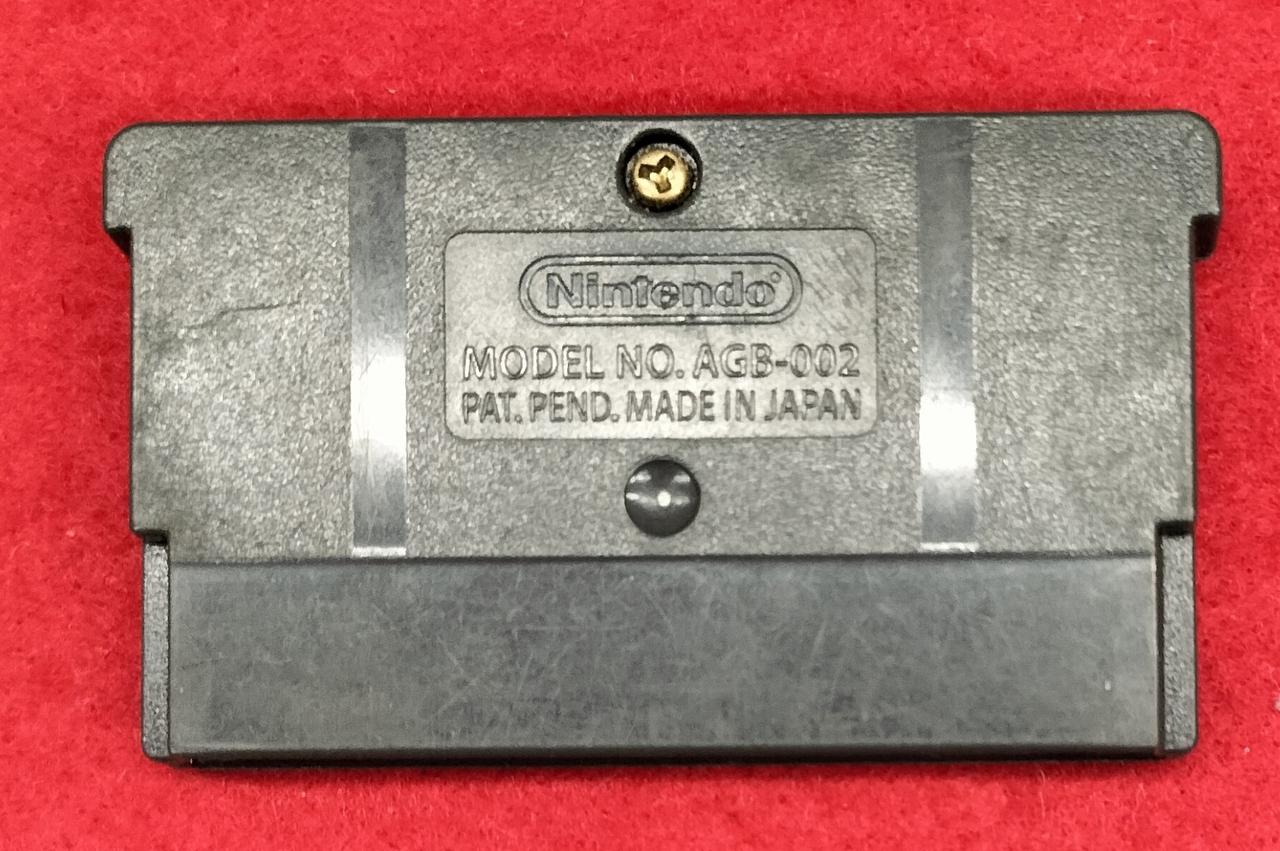 Nintendo®
MODEL NO. AGB-002
PAT. PEND. MADE IN JAPAN